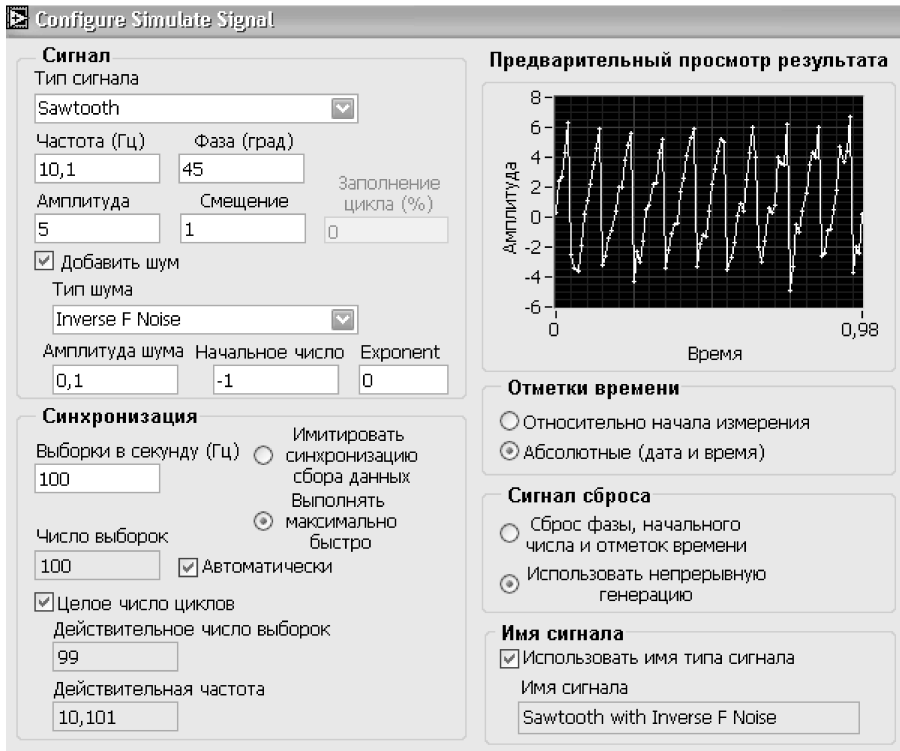 Configure Simulate Signal
Сигнал
Тип сигнала
Sawtooth
Частота (Гц)
Фаза (град)
10,1
45
Амплитуда
Смещение
Заполнение
цикла (%)
5
1
0
Добавить шум
Тип шума
Inverse F Noise
Амплитуда шума
Начальное число
Exponent
0,1
-1
0
Синхронизация
Выборки в секунду (Гц)
100
Имитировать
синхронизацию
сбора данных
Выполнять
максимально
быстро
Число выборок
100
Автоматически
Целое число циклов
Действительное число выборок
99
Действительная частота
10,101
Предварительный просмотр результата
Амплитуда
8
6
4
2
0
-2
-4
-6
0
0,98
Время
Отметки времени
Относительно начала измерения
Абсолютные (дата и время)
Сигнал сброса
Сброс фазы, начального
числа и отметок времени
Использовать непрерывную
генерацию
Имя сигнала
Использовать имя типа сигнала
Имя сигнала
Sawtooth with Inverse F Noise